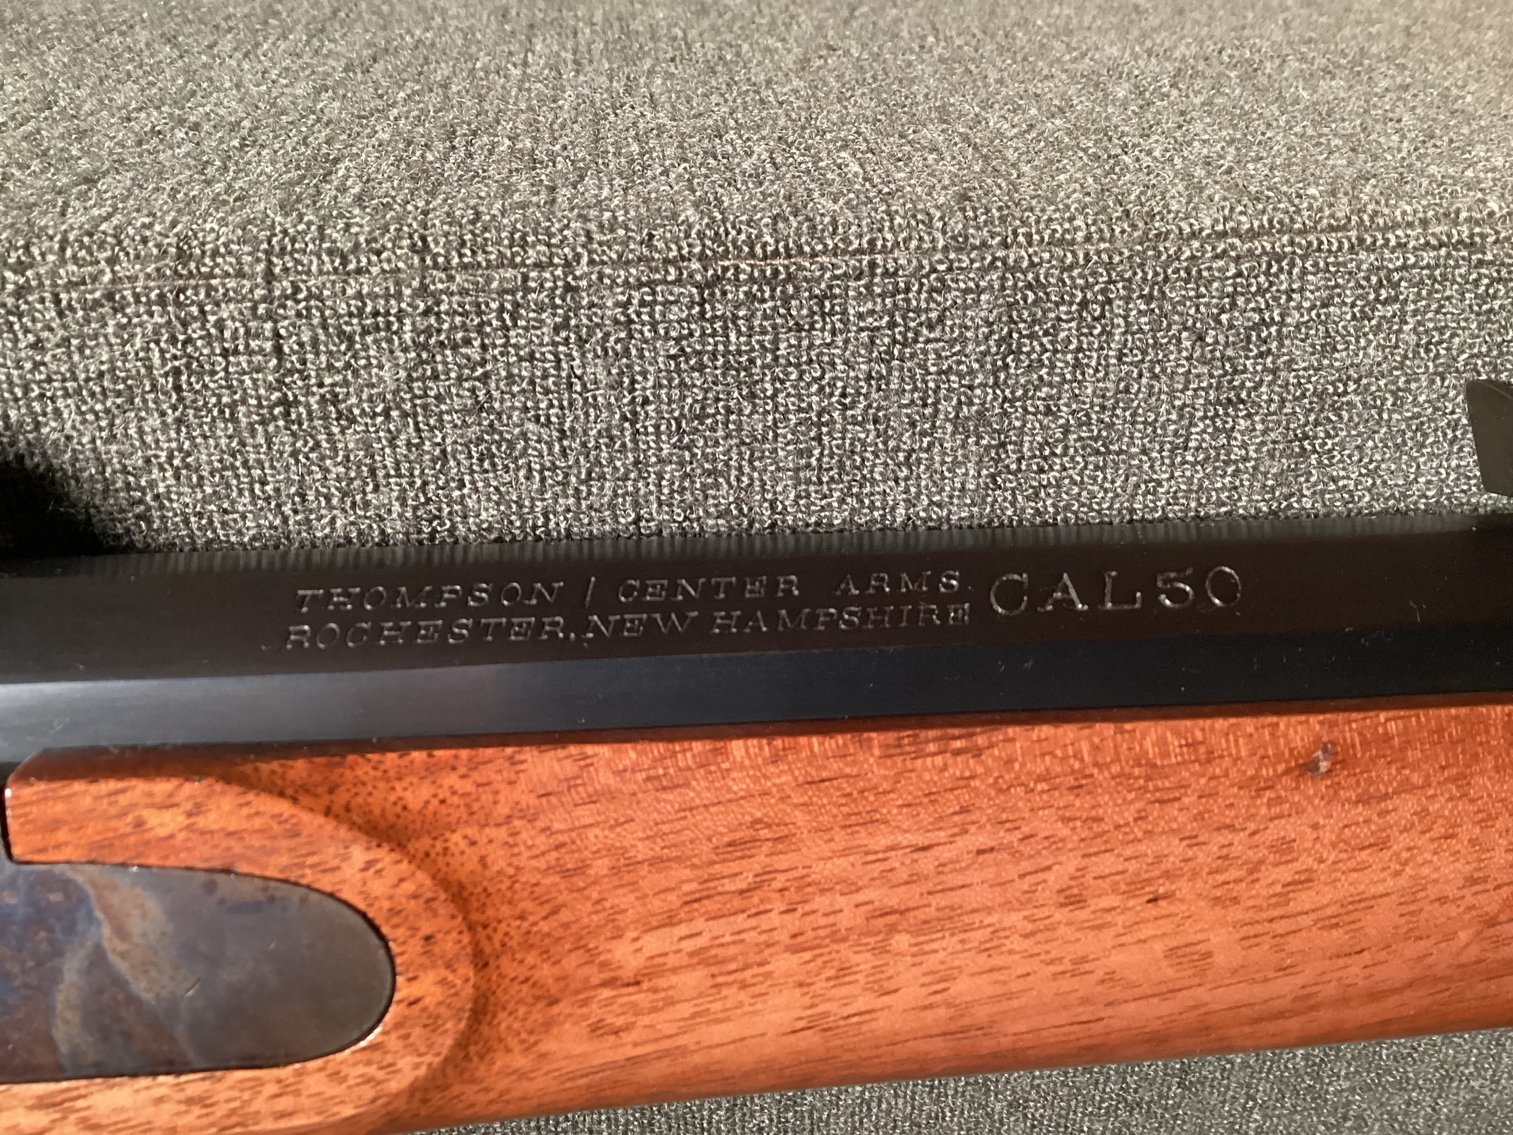 THOMPSON / CENTER ARMS. CAL 50
ROCHESTER, NEW HAMPSHIRE